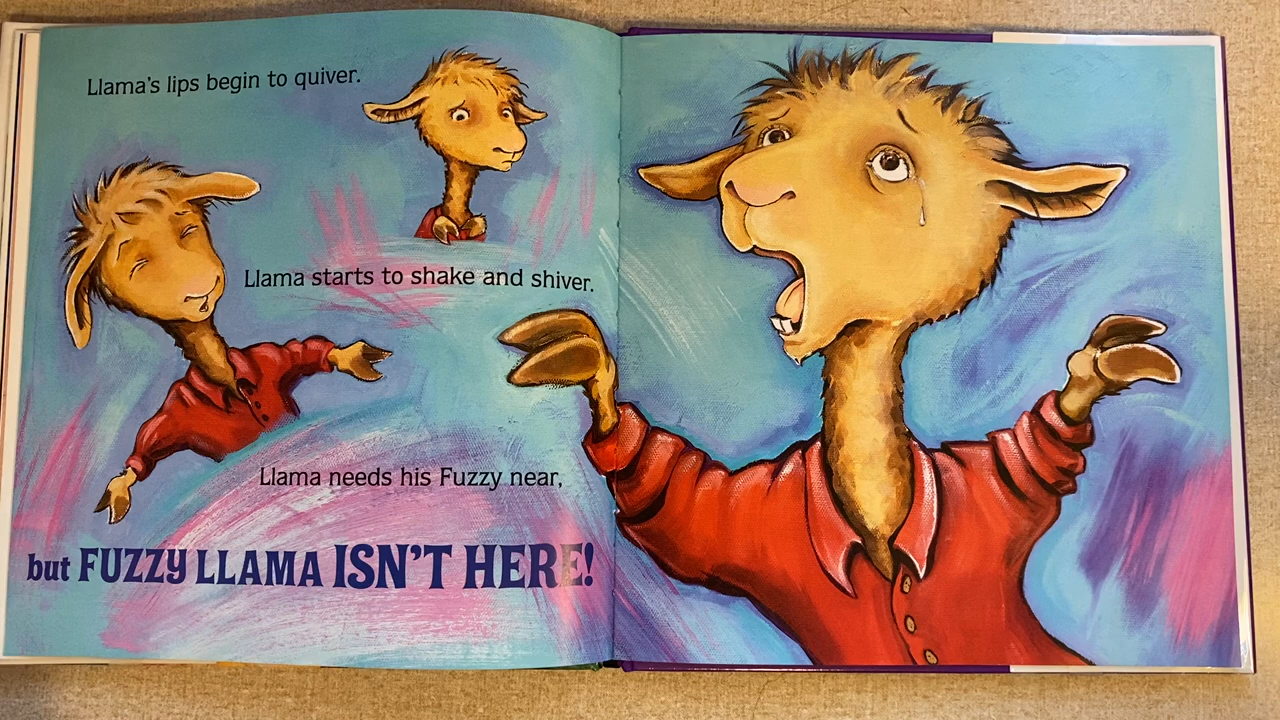 Llama's lips begin to quiver.
Llama starts to shake and shiver.
Llama needs his Fuzzy near,
but FUZZY LLAMA ISN'T HERE!